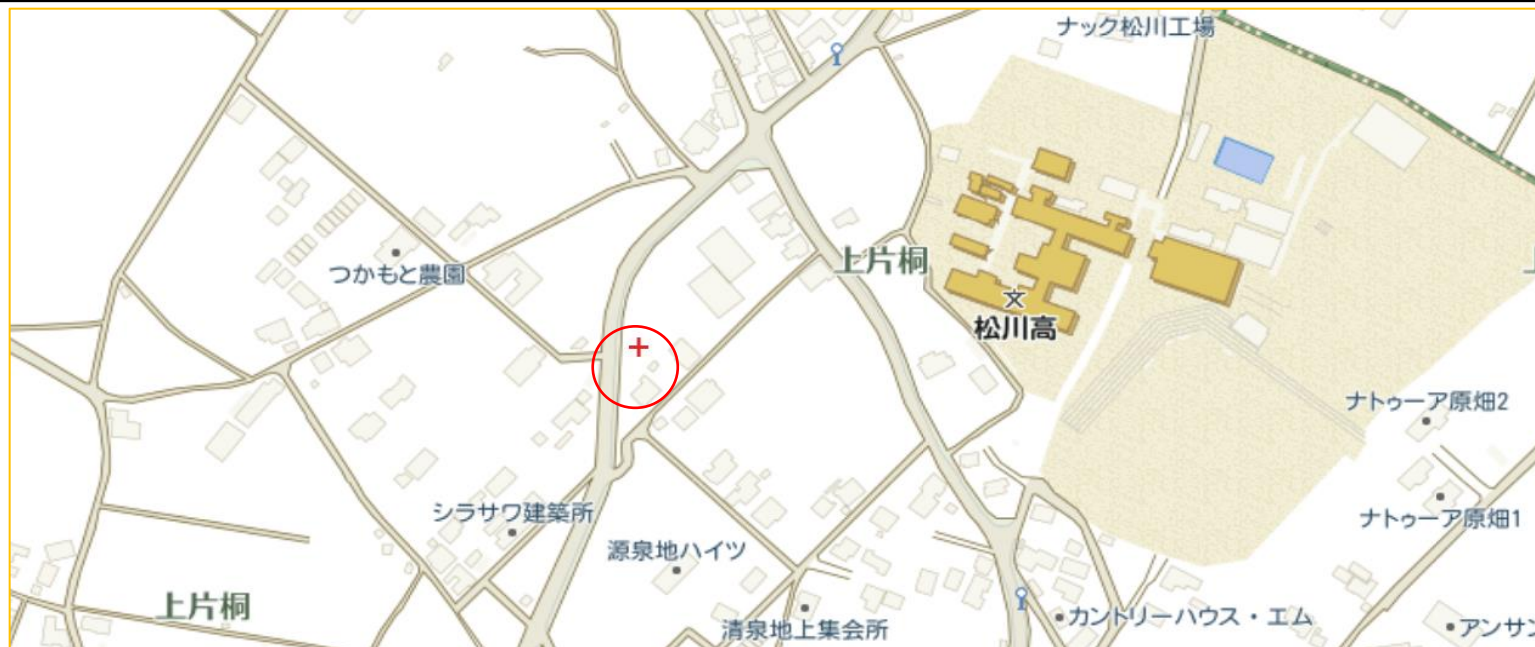 ナック松川工場
上片桐
つかもと農園
松川高
ナトゥーア原畑2
シラサワ建築所
ナトゥーア原畑1
源泉地ハイツ
上片桐
カントリーハウス・エム
清泉地上集会所
アンサン